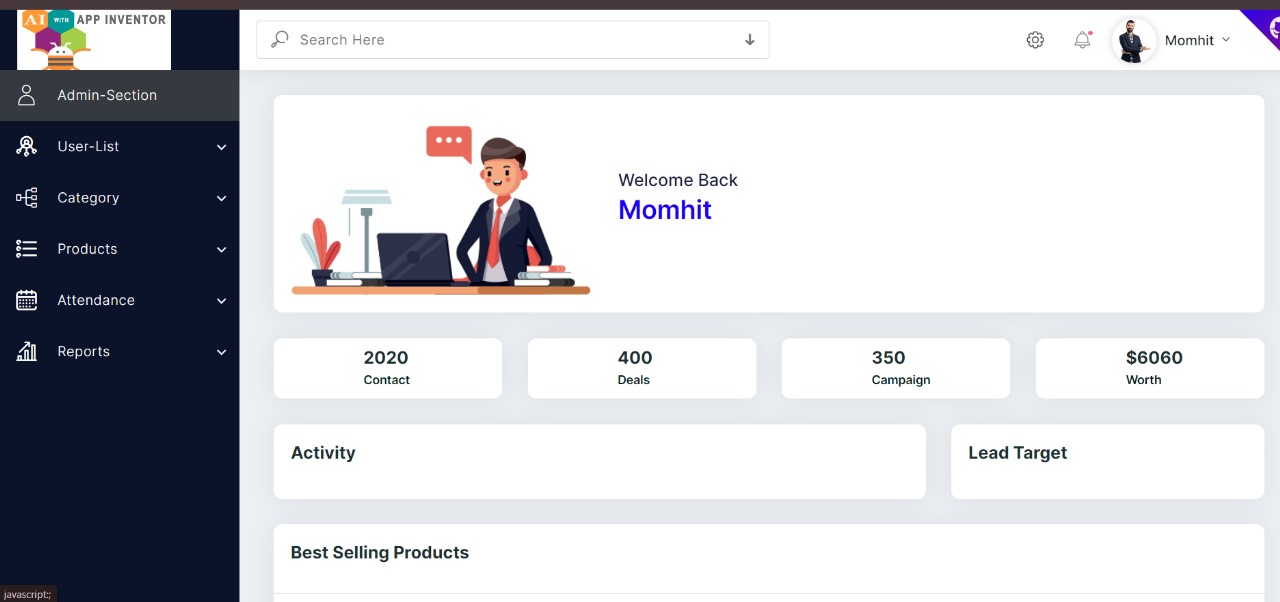 AI WITH APP INVENTOR
Search Here
Momhit
Admin-Section
User-List
Category
Products
Attendance
Reports
Welcome Back
Momhit
2020
Contact
400
Deals
350
Campaign
$6060
Worth
Activity
Lead Target
Best Selling Products
javascript:;